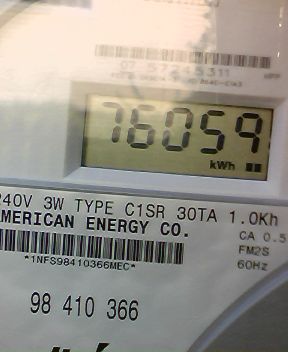 76059
kWh
240V 3W TYPE C1SR 30TA 1.0Kh
AMERICAN ENERGY CO.
CA 0.5
FM2S
60Hz
*1NFS98410366MEC*
98 410 366